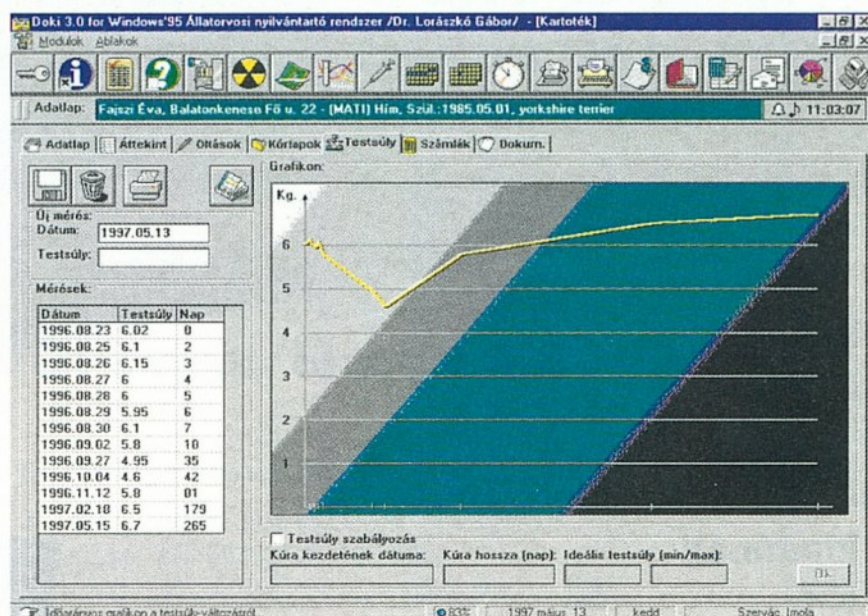 Doki 3.0 for Windows'95 Állatorvosi nyilvántartó rendszer /Dr. Lorászkó Gábor/ - [Kartoték]
Modulok Ablakok
Adatlap: Fajszi Éva, Balatonkenese Fő u. 22 - (MATI) Hím, Szül.:1985.05.01, yorkshire terrier 11:03:07
Adatlap Áttekint Oltások Kórlapok Testsúly Számlák Dokum.
Új mérés:
Dátum: 1997.05.13
Testsúly:
Mérések:
Dátum Testsúly Nap
1996.08.23 6.02 0
1996.08.25 6.1 2
1996.08.26 6.15 3
1996.08.27 6 4
1996.08.28 6 5
1996.08.29 5.95 6
1996.08.30 6.1 7
1996.09.02 5.8 10
1996.09.27 4.95 35
1996.10.04 4.6 42
1996.11.12 5.8 81
1997.02.18 6.5 179
1997.05.15 6.7 265
Grafikon:
Kg.
6
5
4
3
2
1
Testsúly szabályozás
Kúra kezdetének dátuma: Kúra hossza (nap): Ideális testsúly (min/max):
Ok
Időarányos grafikon a testsúly-változásról 83% 1997 május 13 kedd Szervác, Imola